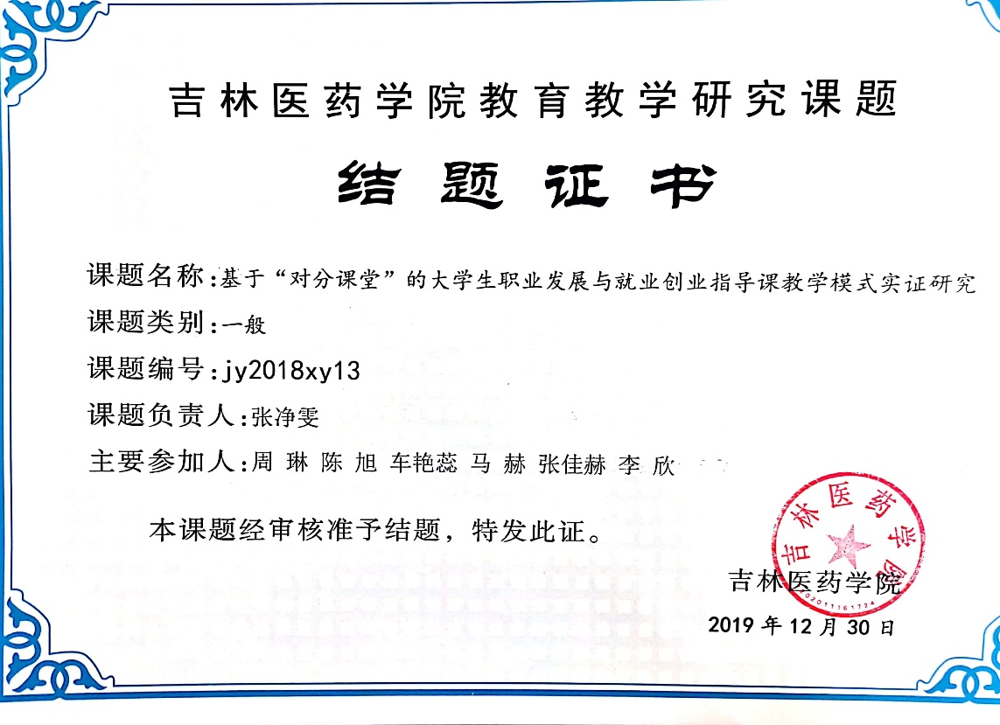 吉林医药学院教育教学研究课题
结题证书
课题名称:基于“对分课堂”的大学生职业发展与就业创业指导课教学模式实证研究
课题类别:一般
课题编号:jy2018xy13
课题负责人:张净雯
主要参加人:周 琳 陈 旭 车艳蕊 马 赫 张佳赫 李 欣
本课题经审核准予结题，特发此证。
吉林医药学院
吉林医药学院
2019 年 12 月 30 日